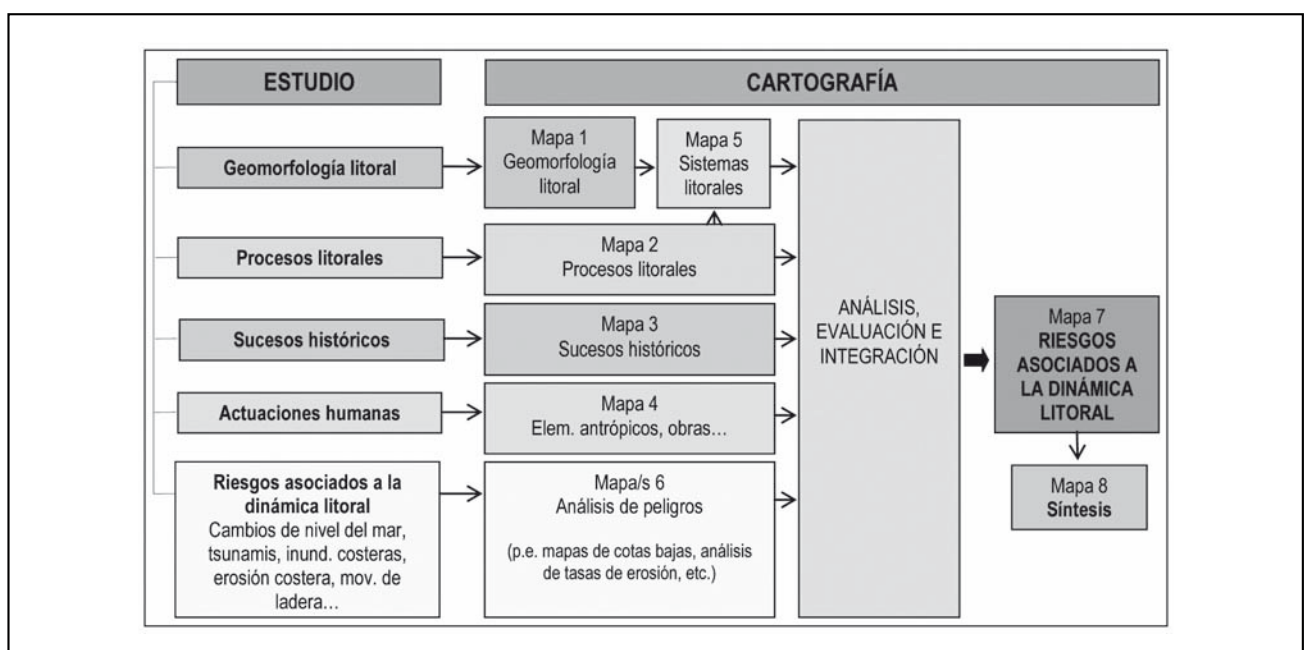 ESTUDIO
CARTOGRAFÍA
Geomorfología litoral
Mapa 1
Geomorfología
litoral
Mapa 5
Sistemas
litorales
Procesos litorales
Mapa 2
Procesos litorales
Sucesos históricos
Mapa 3
Sucesos históricos
Actuaciones humanas
Mapa 4
Elem. antrópicos, obras…
Riesgos asociados a la
dinámica litoral
Cambios de nivel del mar,
tsunamis, inund. costeras,
erosión costera, mov. de
ladera…
Mapa/s 6
Análisis de peligros
(p.e. mapas de cotas bajas, análisis
de tasas de erosión, etc.)
ANÁLISIS,
EVALUACIÓN E
INTEGRACIÓN
Mapa 7
RIESGOS
ASOCIADOS A
LA DINÁMICA
LITORAL
Mapa 8
Síntesis